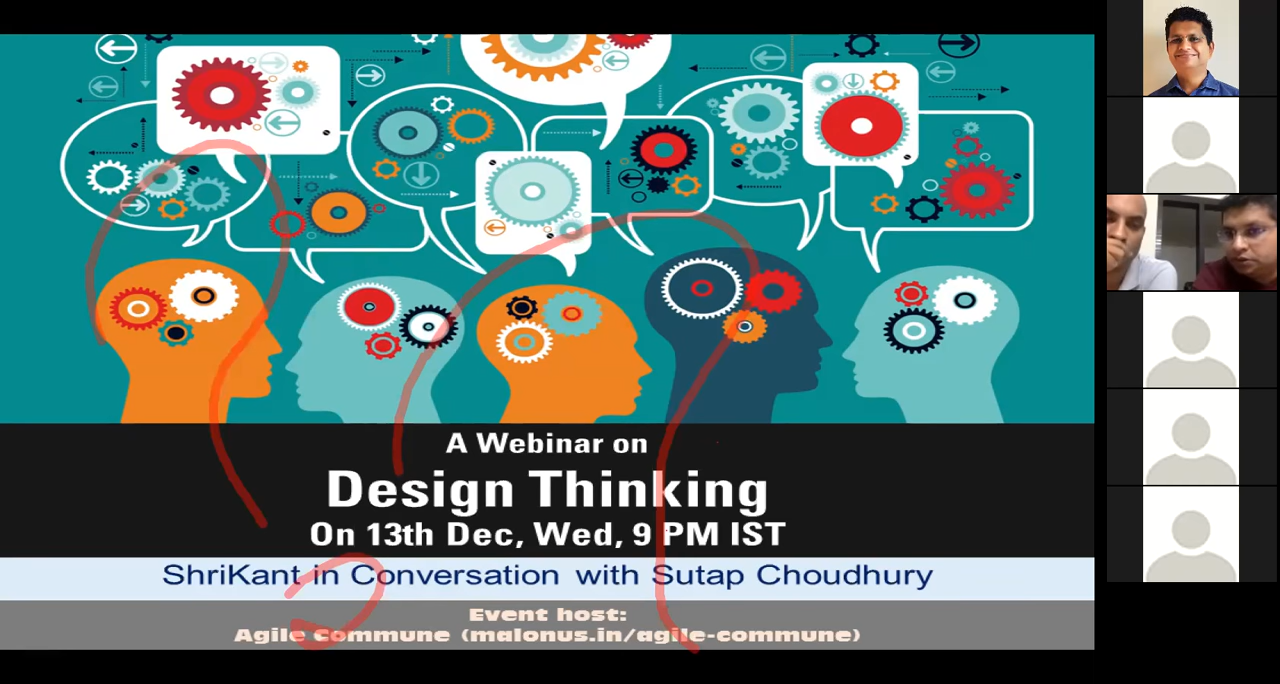 A Webinar on
Design Thinking
On 13th Dec, Wed, 9 PM IST
ShriKant in Conversation with Sutap Choudhury
Event host:
Agile Commune (malonus.in/agile-commune)